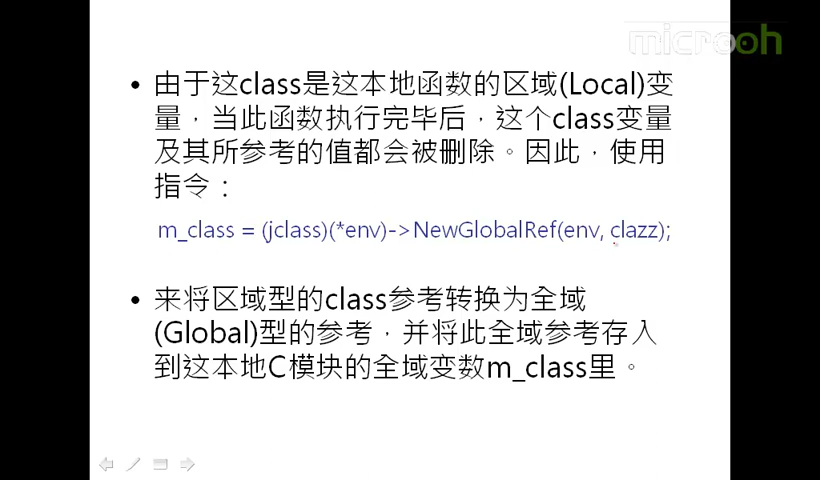 microoh
• 由于这class是这本地函数的区域(Local)变
量，当此函数执行完毕后，这个class变量
及其所参考的值都会被删除。因此，使用
指令：
m_class = (jclass)(*env)->NewGlobalRef(env, clazz);
• 来将区域型的class参考转换为全域
(Global)型的参考，并将此全域参考存入
到这本地C模块的全域变数m_class里。